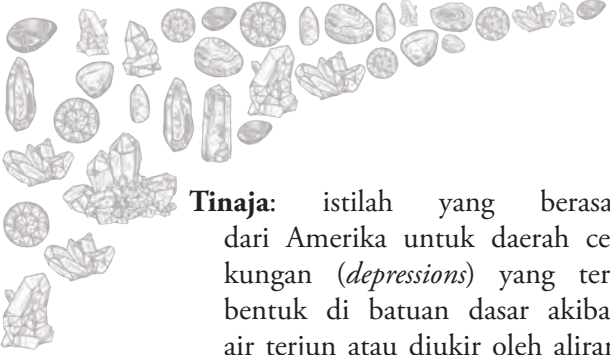 Tinaja: istilah yang berasa
dari Amerika untuk daerah ce
kungan (depressions) yang ter
bentuk di batuan dasar akiba
air terjun atau diukir oleh aliran